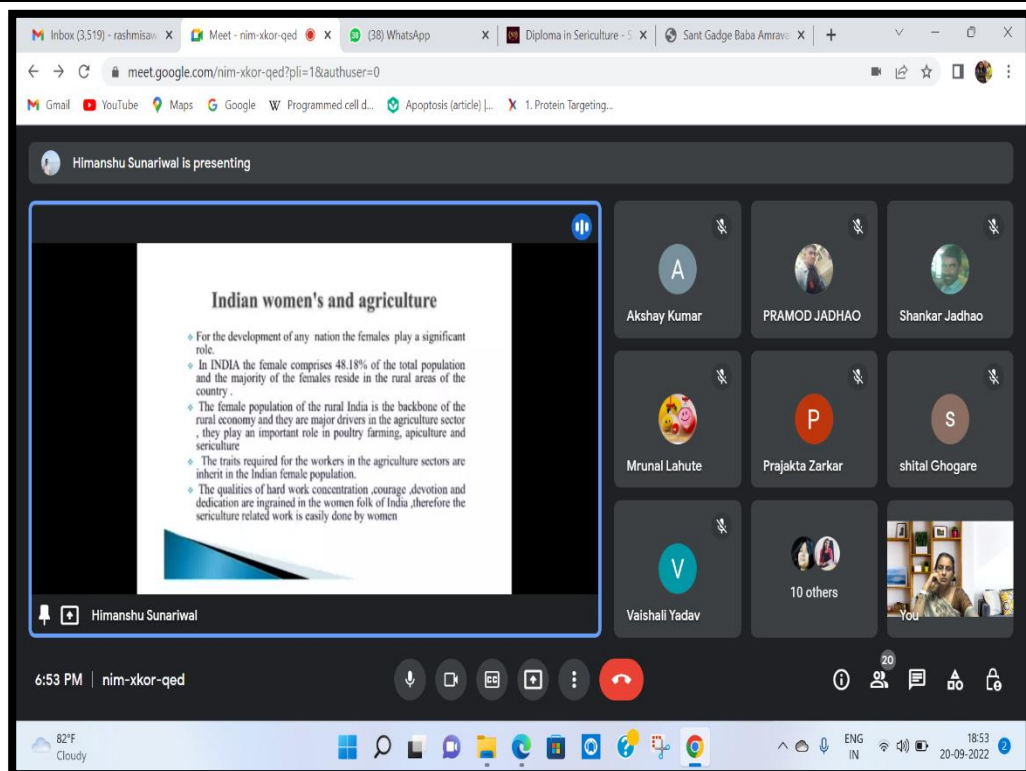 Inbox (3,519) - rashmisaw
Meet - nim-xkor-qed
(38) WhatsApp
Diploma in Sericulture - S
Sant Gadge Baba Amrava
meet.google.com/nim-xkor-qed?pli=1&authuser=0
Gmail
YouTube
Maps
Google
Programmed cell d...
Apoptosis (article) |...
1. Protein Targeting...
Himanshu Sunariwal is presenting
Indian women's and agriculture
For the development of any nation the females play a significant
role.
In INDIA the female comprises 48.18% of the total population
and the majority of the females reside in the rural areas of the
country .
The female population of the rural India is the backbone of the
rural economy and they are major drivers in the agriculture sector
, they play an important role in poultry farming, apiculture and
sericulture
The traits required for the workers in the agriculture sectors are
inherit in the Indian female population.
The qualities of hard work concentration ,courage ,devotion and
dedication are ingrained in the women folk of India ,therefore the
sericulture related work is easily done by women
Himanshu Sunariwal
A
Akshay Kumar
PRAMOD JADHAO
Shankar Jadhao
Mrunal Lahute
P
Prajakta Zarkar
s
shital Ghogare
V
Vaishali Yadav
10 others
You
6:53 PM | nim-xkor-qed
CC
20
82°F
Cloudy
ENG
IN
18:53
20-09-2022
2